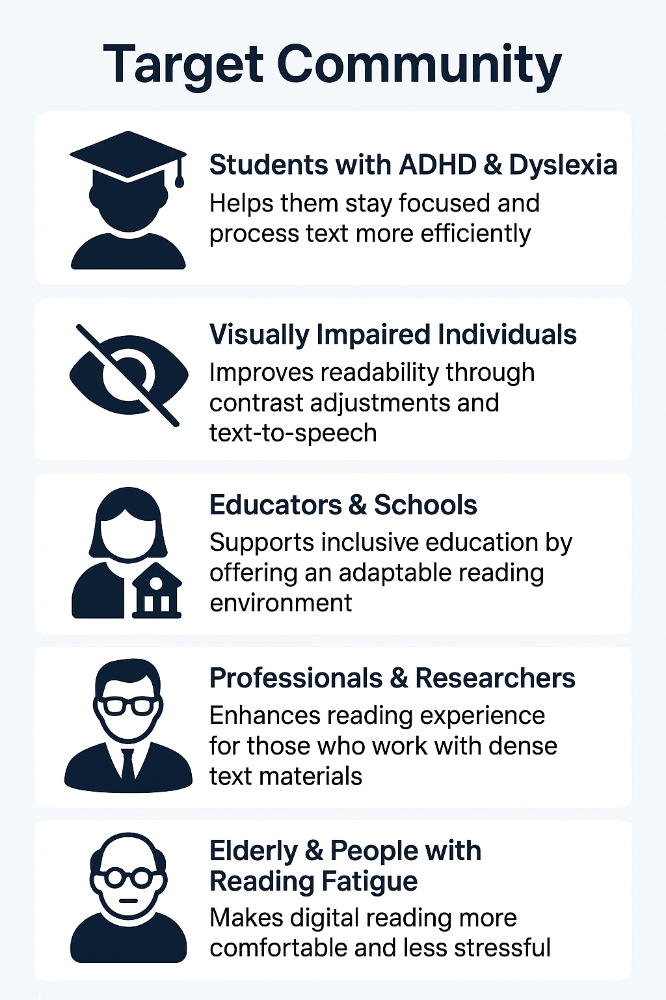 Target Community
Students with ADHD & Dyslexia
Helps them stay focused and
process text more efficiently
Visually Impaired Individuals
Improves readability through
contrast adjustments and
text-to-speech
Educators & Schools
Supports inclusive education by
offering an adaptable reading
environment
Professionals & Researchers
Enhances reading experience
for those who work with dense
text materials
Elderly & People with
Reading Fatigue
Makes digital reading more
comfortable and less stressful